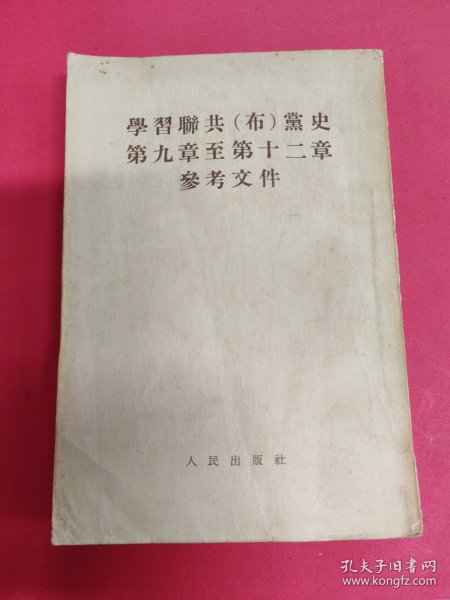 學習聯共(布)黨史
第九章至第十二章
參考文件
人民出版社
孔夫子旧书网
www.kongfz.com